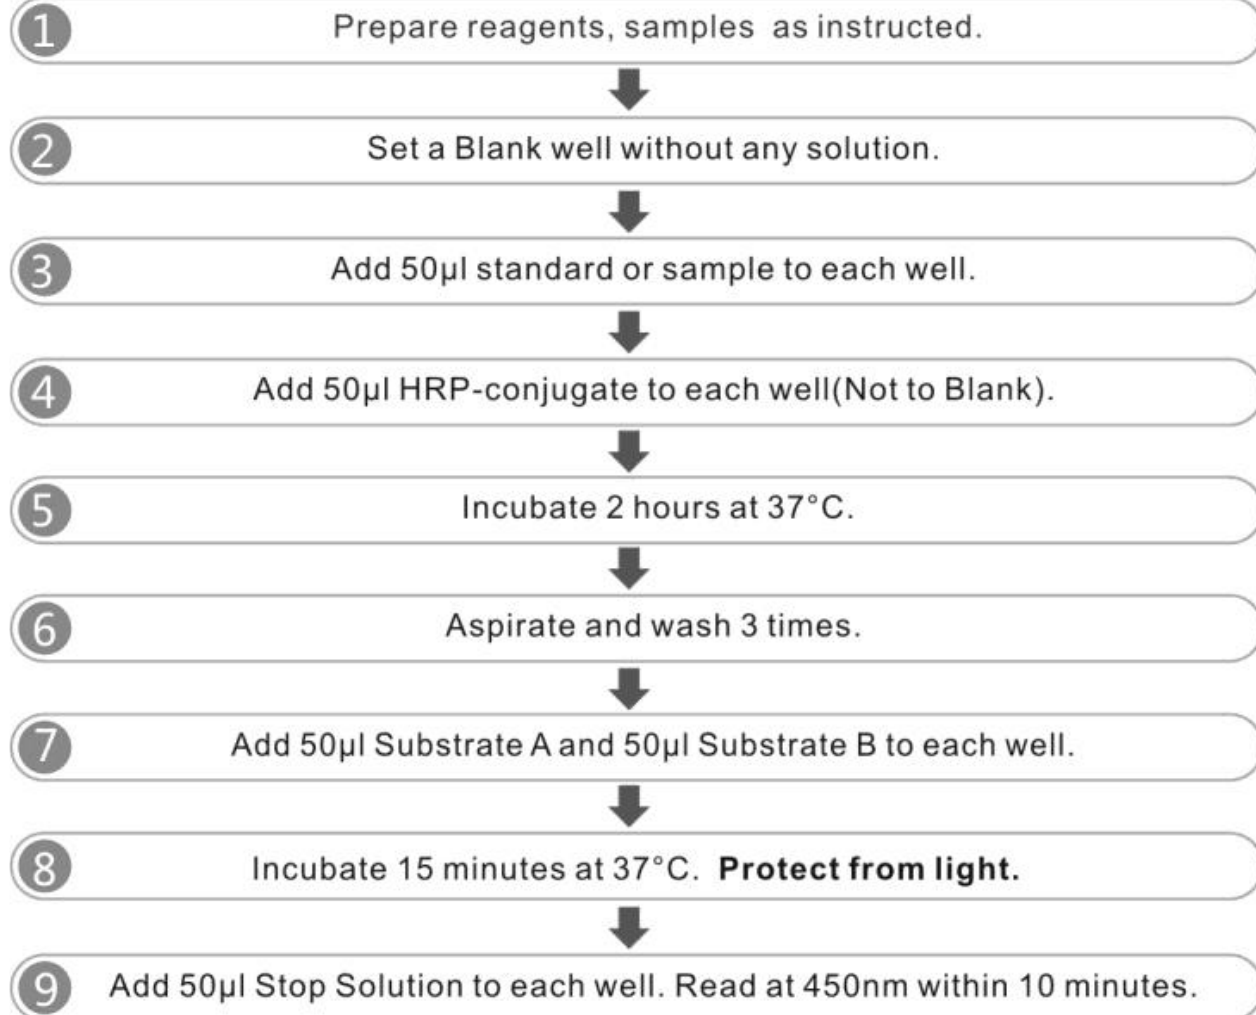 1 Prepare reagents, samples as instructed.
2 Set a Blank well without any solution.
3 Add 50µl standard or sample to each well.
4 Add 50µl HRP-conjugate to each well(Not to Blank).
5 Incubate 2 hours at 37°C.
6 Aspirate and wash 3 times.
7 Add 50µl Substrate A and 50µl Substrate B to each well.
8 Incubate 15 minutes at 37°C. Protect from light.
9 Add 50µl Stop Solution to each well. Read at 450nm within 10 minutes.